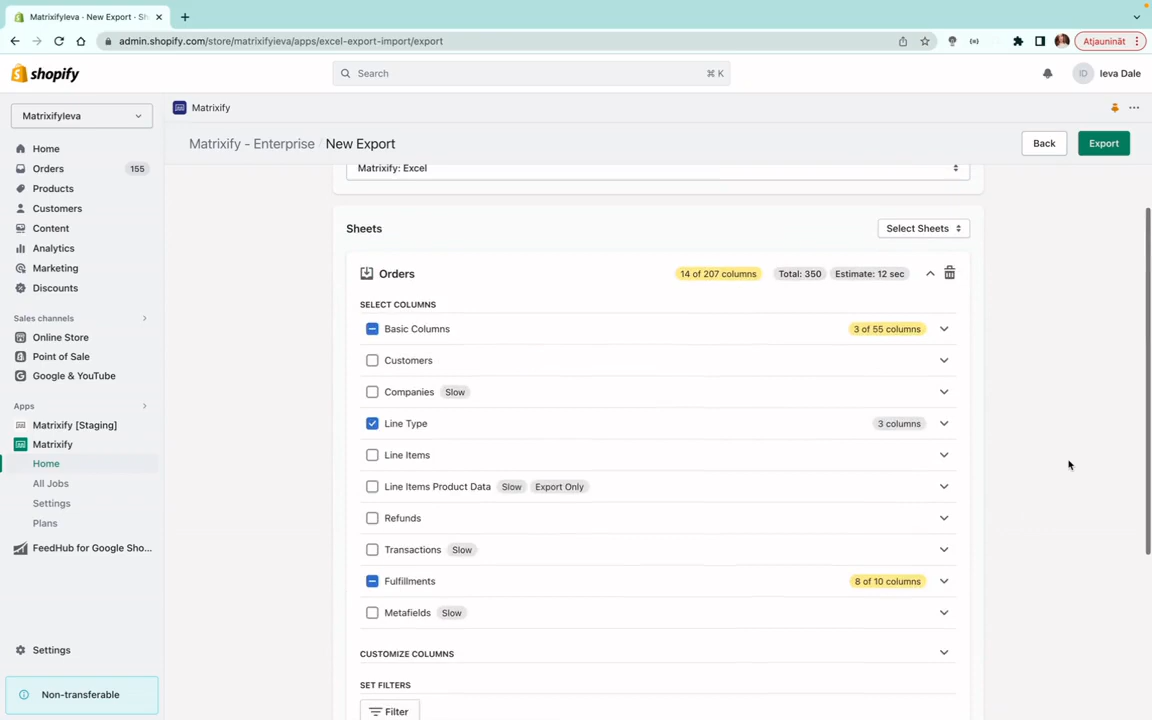 MatrixifyIeva - New Export - Sh
admin.shopify.com/store/matrixifyieva/apps/excel-export-import/export
Atjaunināt
shopify
Search
⌘ K
ID
Ieva Dale
MatrixifyIeva
Matrixify
Matrixify - Enterprise / New Export
Back
Export
Home
Orders 155
Products
Customers
Content
Analytics
Marketing
Discounts
Sales channels
Online Store
Point of Sale
Google & YouTube
Apps
Matrixify [Staging]
Matrixify
Home
All Jobs
Settings
Plans
FeedHub for Google Sho...
Settings
Non-transferable
Matrixify: Excel
Sheets
Select Sheets
Orders
14 of 207 columns
Total: 350
Estimate: 12 sec
SELECT COLUMNS
Basic Columns 3 of 55 columns
Customers
Companies Slow
Line Type 3 columns
Line Items
Line Items Product Data Slow Export Only
Refunds
Transactions Slow
Fulfillments 8 of 10 columns
Metafields Slow
CUSTOMIZE COLUMNS
SET FILTERS
Filter